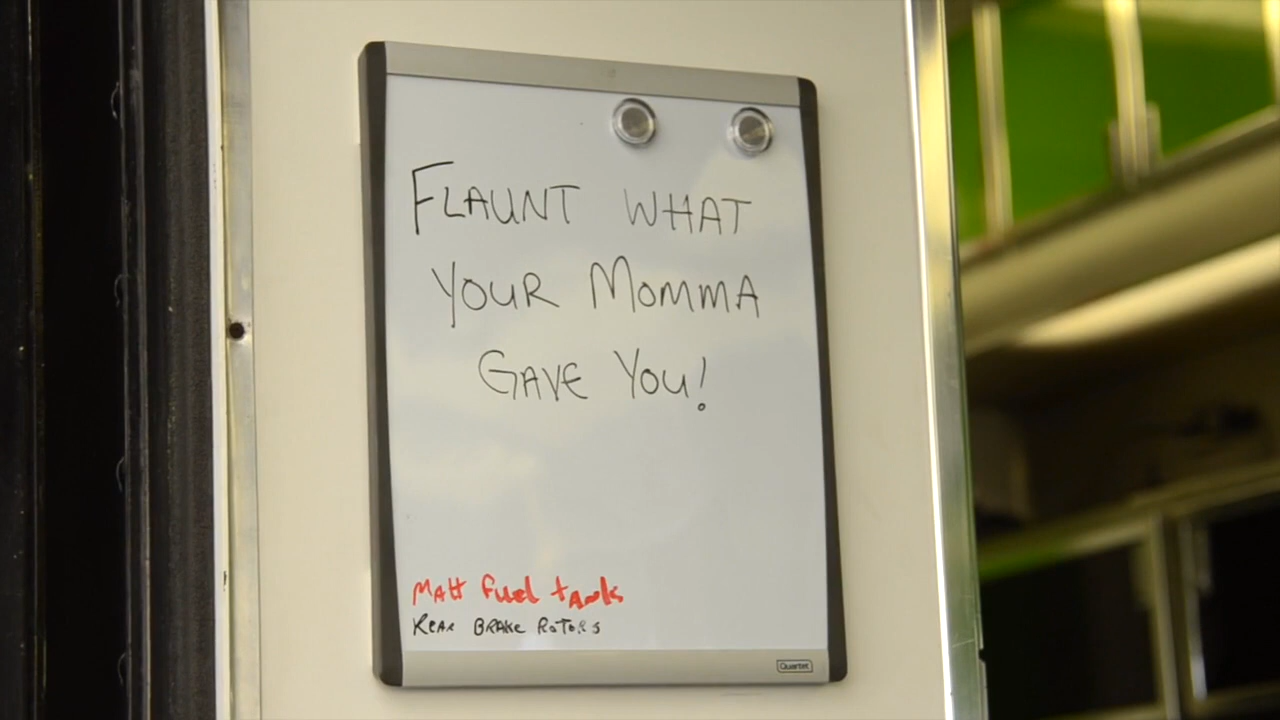 FLAUNT WHAT
YOUR MOMMA
GAVE YOU!
Matt fuel tanks
REAR BRAKE ROTORS
Quartet